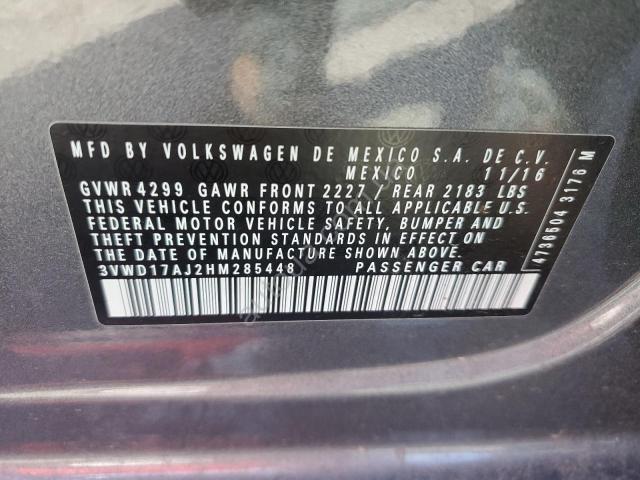 MFD BY VOLKSWAGEN DE MEXICO S.A. DE C.V.
MEXICO 11/16
GVWR 4299 GAWR FRONT 2227 REAR 2183 LBS
THIS VEHICLE CONFORMS TO ALL APPLICABLE U.S.
FEDERAL MOTOR VEHICLE SAFETY, BUMPER AND
THEFT PREVENTION STANDARDS IN EFFECT ON
THE DATE OF MANUFACTURE SHOWN ABOVE.
3VWD17AJ2HM285448 PASSENGER CAR
4736504 3176 M